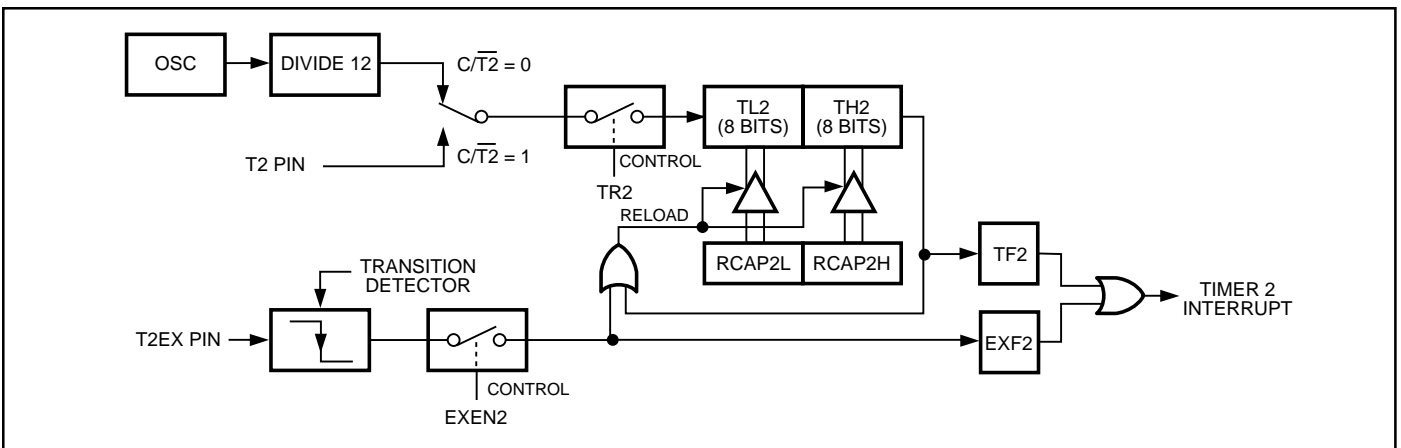 OSC
DIVIDE 12
C/T2̅ = 0
TL2
(8 BITS)
TH2
(8 BITS)
T2 PIN
C/T2̅ = 1
CONTROL
TR2
RELOAD
RCAP2L
RCAP2H
TF2
TRANSITION
DETECTOR
TIMER 2
INTERRUPT
T2EX PIN
EXF2
CONTROL
EXEN2